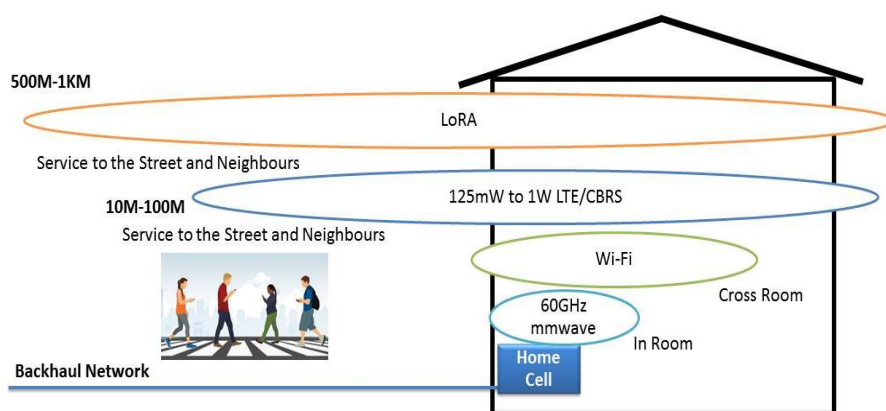 500M-1KM
LoRA
Service to the Street and Neighbours
125mW to 1W LTE/CBRS
10M-100M
Service to the Street and Neighbours
Wi-Fi
Cross Room
60GHz
mmwave
In Room
Home
Cell
Backhaul Network